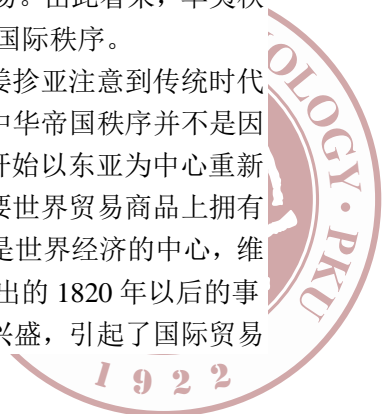 易。由此看来，华夷秩
国际秩序。
姜抮亚注意到传统时代
中华帝国秩序并不是因
开始以东亚为中心重新
要世界贸易商品上拥有
是世界经济的中心，维
出的 1820 年以后的事
兴盛，引起了国际贸易
OLOGY · PKU
1922